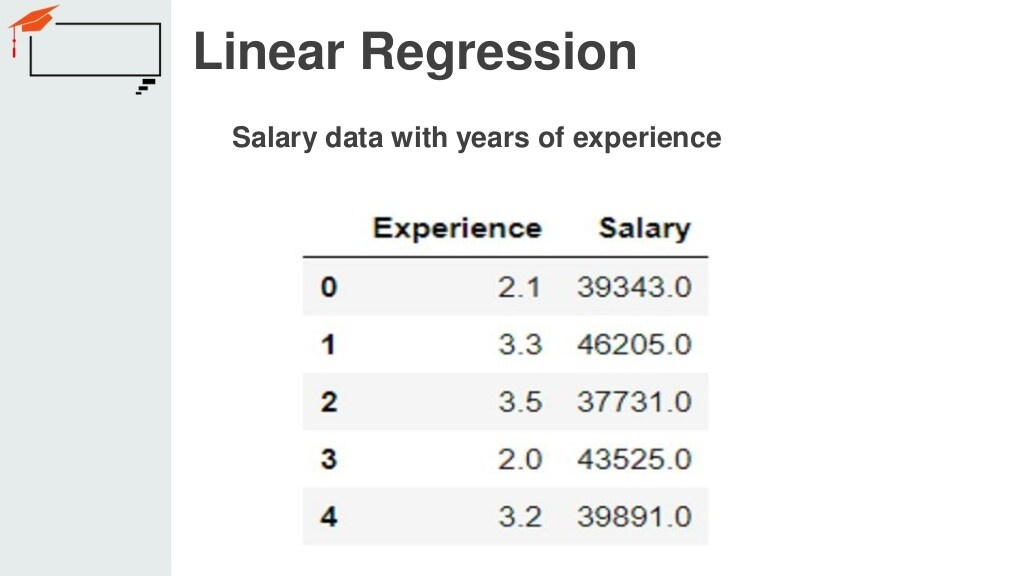 Linear Regression
Salary data with years of experience
Experience Salary
0 2.1 39343.0
1 3.3 46205.0
2 3.5 37731.0
3 2.0 43525.0
4 3.2 39891.0